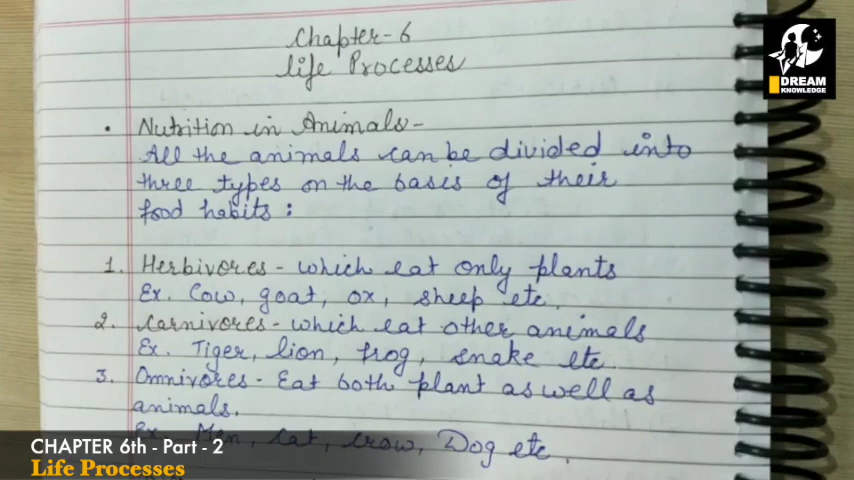 Chapter-6
Life Processes
DREAM
KNOWLEDGE
• Nutrition in Animals-
All the animals can be divided into
three types on the basis of their
food habits :
1. Herbivores - which eat only plants
Ex. Cow, goat, ox, sheep etc.
2. Carnivores - which eat other animals
Ex. Tiger, lion, frog, snake etc.
3. Omnivores - Eat both plant as well as
animals.
Ex. Man, cat, crow, Dog etc.
CHAPTER 6th - Part - 2
Life Processes